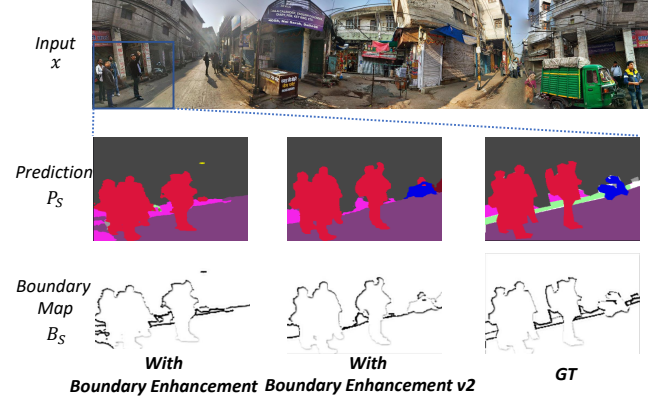 Input
x
Prediction
P_S
Boundary
Map
B_S
With
Boundary Enhancement
With
Boundary Enhancement v2
GT